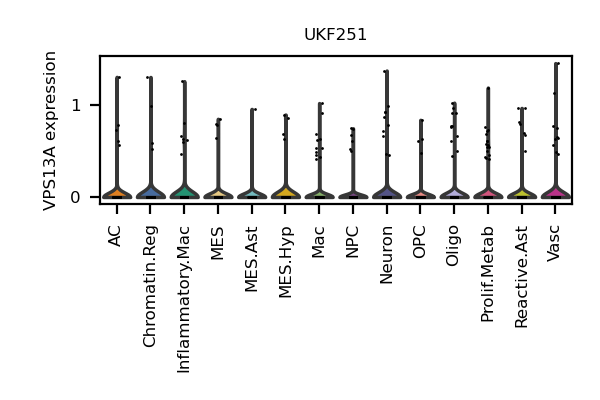 UKF251
VPS13A expression
1
0
AC
Chromatin.Reg
Inflammatory.Mac
MES
MES.Ast
MES.Hyp
Mac
NPC
Neuron
OPC
Oligo
Prolif.Metab
Reactive.Ast
Vasc